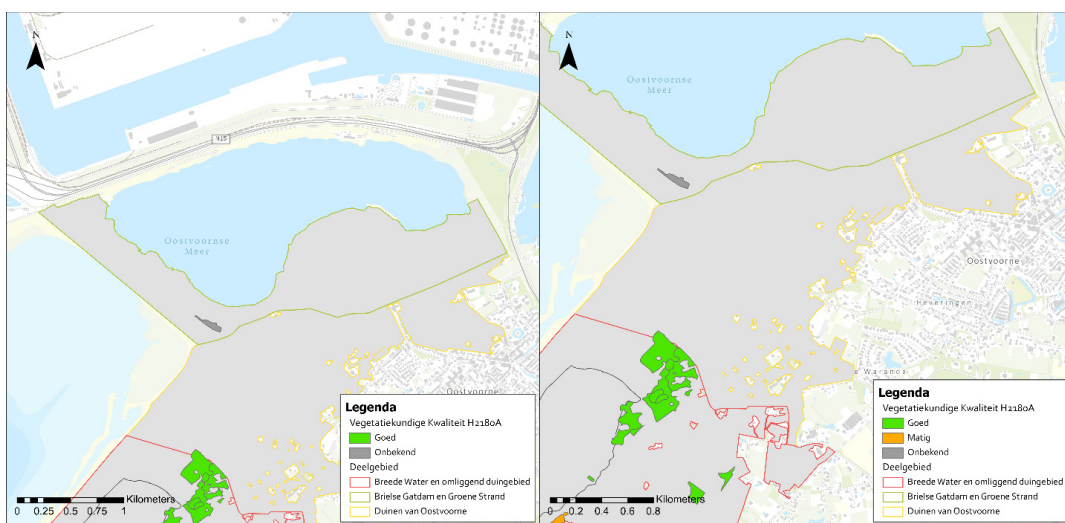 N
N15
Oostvoornse
Meer
Oostvoorne
Legenda
Vegetatiekundige Kwaliteit H2180A
Goed
Onbekend
Deelgebied
Breede Water en omliggend duingebied
Brielse Gatdam en Groene Strand
Duinen van Oostvoorne
0 0.25 0.5 0.75 1
Kilometers
N
Oostvoornse
Meer
Oostvoorne
Heveringen
Waranda
Legenda
Vegetatiekundige Kwaliteit H2180A
Goed
Matig
Onbekend
Deelgebied
Breede Water en omliggend duingebied
Brielse Gatdam en Groene Strand
Duinen van Oostvoorne
0 0.2 0.4 0.6 0.8
Kilometers